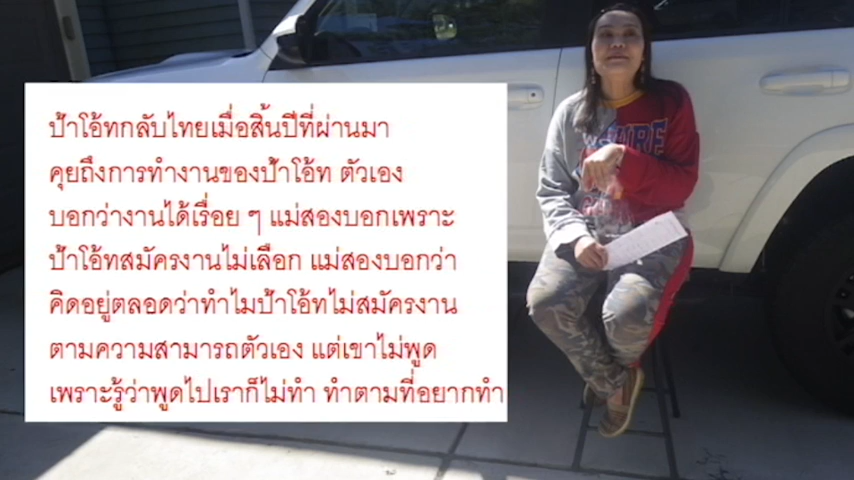 ป้าโอ้ทกลับไทยเมื่อสิ้นปีที่ผ่านมา
คุยถึงการทำงานของป้าโอ้ท ตัวเอง
บอกว่างานได้เรื่อย ๆ แม่สองบอกเพราะ
ป้าโอ้ทสมัครงานไม่เลือก แม่สองบอกว่า
คิดอยู่ตลอดว่าทำไมป้าโอ้ทไม่สมัครงาน
ตามความสามารถตัวเอง แต่เขาไม่พูด
เพราะรู้ว่าพูดไปเราก็ไม่ทำ ทำตามที่อยากทำ